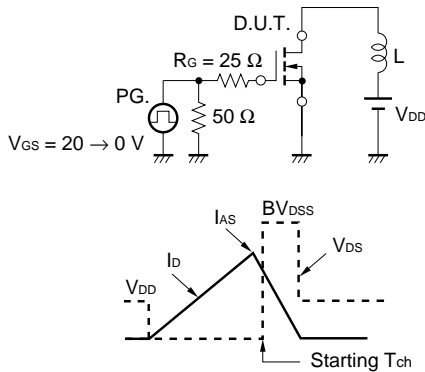 D.U.T.
RG = 25 Ω
L
PG.
50 Ω
VDD
VGS = 20 → 0 V
BVDSS
IAS
VDS
ID
VDD
Starting Tch